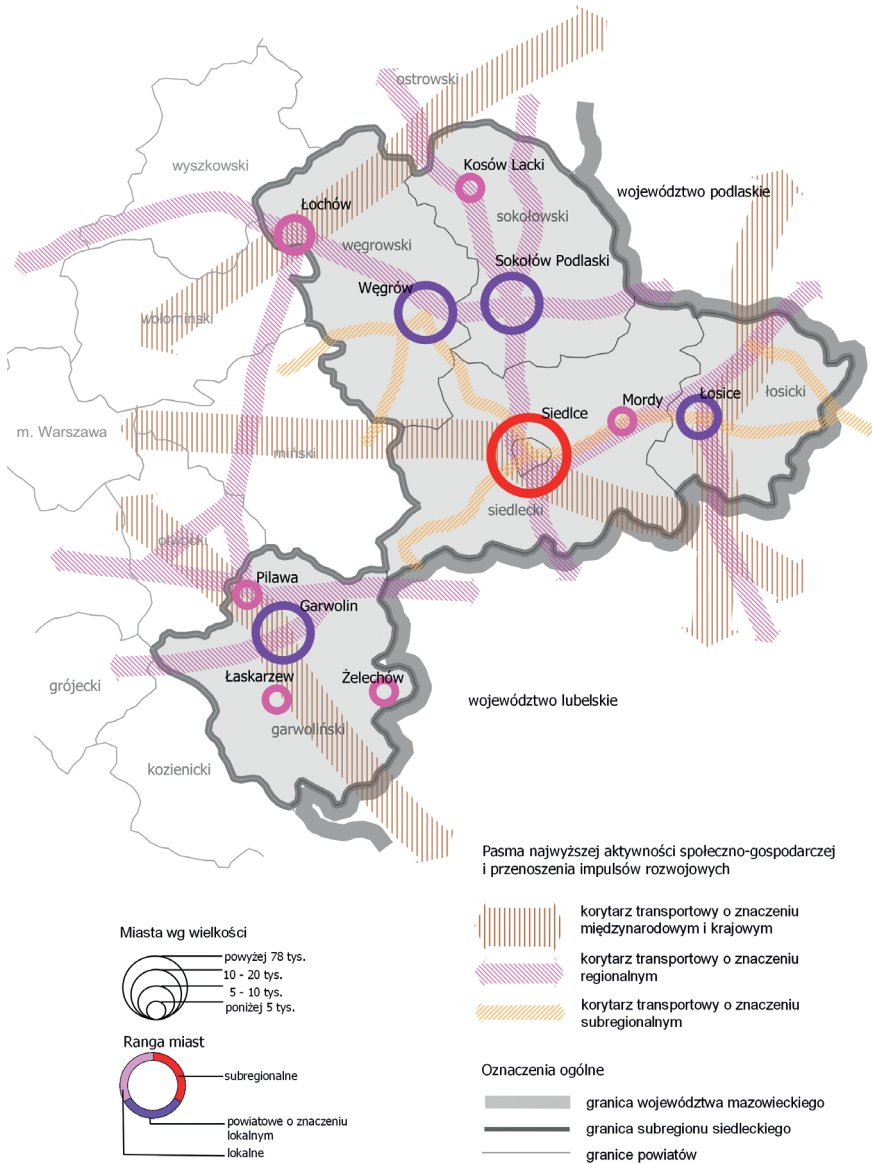 ostrowski
wyszkowski
Kosów Lacki
województwo podlaskie
Łochów
sokołowski
węgrowski
Sokołów Podlaski
Węgrów
wołomiński
Mordy
Łosice
łosicki
Siedlce
m. Warszawa
miński
siedlecki
otwocki
Pilawa
Garwolin
grójecki
Łaskarzew
Żelechów
województwo lubelskie
garwoliński
kozienicki
Pasma najwyższej aktywności społeczno-gospodarczej
i przenoszenia impulsów rozwojowych
korytarz transportowy o znaczeniu
międzynarodowym i krajowym
korytarz transportowy o znaczeniu
regionalnym
korytarz transportowy o znaczeniu
subregionalnym
Miasta wg wielkości
powyżej 78 tys.
10 - 20 tys.
5 - 10 tys.
poniżej 5 tys.
Ranga miast
subregionalne
powiatowe o znaczeniu
lokalnym
lokalne
Oznaczenia ogólne
granica województwa mazowieckiego
granica subregionu siedleckiego
granice powiatów